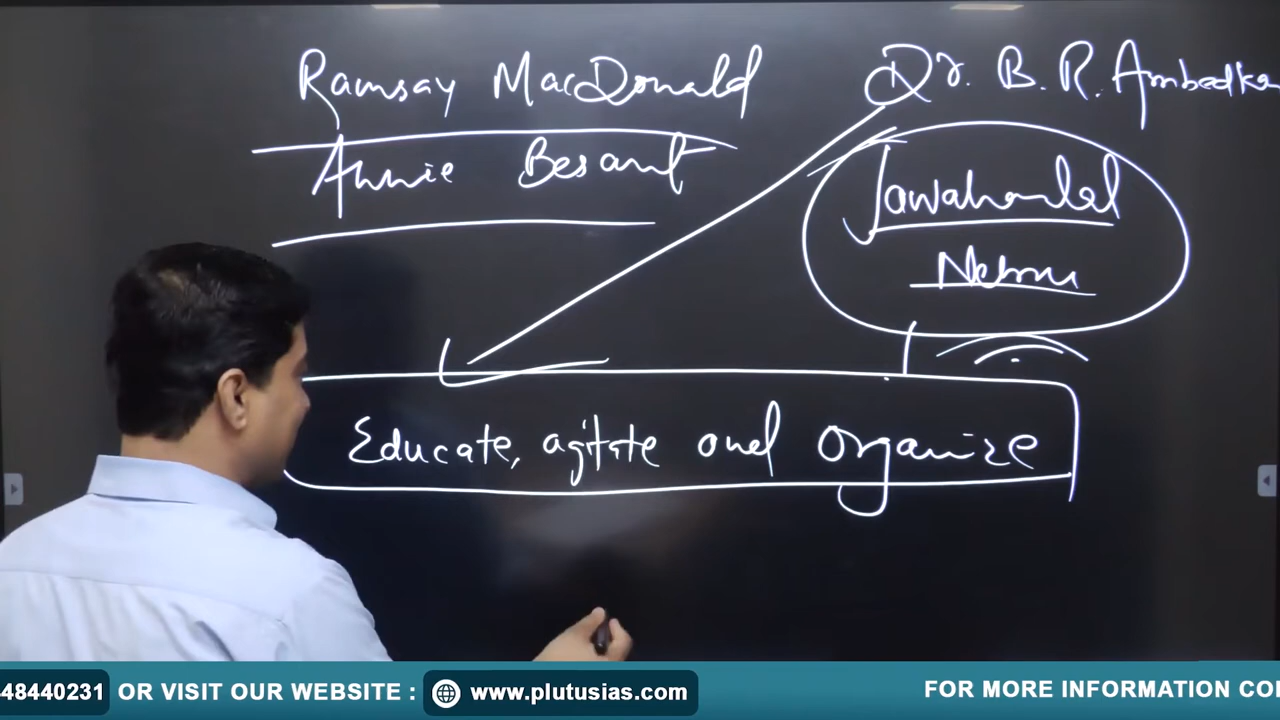 Ramsay MacDonald
Annie Besant
Dr. B. R. Ambedkar
Jawaharlal
Nehru
Educate, agitate and organize
48440231 OR VISIT OUR WEBSITE : www.plutusias.com
FOR MORE INFORMATION CO